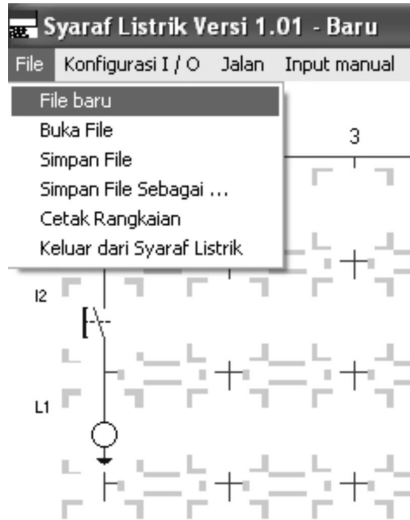 Syaraf Listrik Versi 1.01 - Baru
File Konfigurasi I / O Jalan Input manual
File baru
Buka File
Simpan File
Simpan File Sebagai ...
Cetak Rangkaian
Keluar dari Syaraf Listrik
3
I2
L1